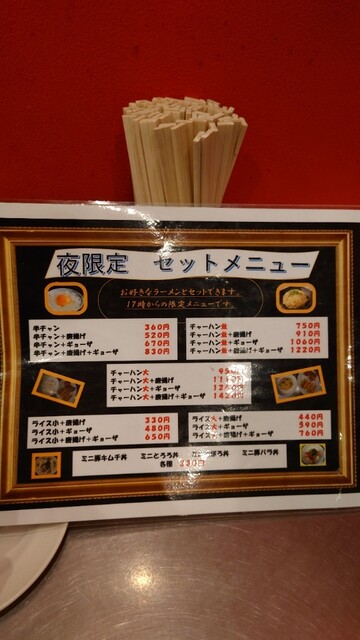 夜限定 セットメニュー
お好きなラーメンとセットできます。
17時からの限定メニューです
半チャン 360円
半チャン+唐揚げ 520円
半チャン+ギョーザ 670円
半チャン+唐揚げ+ギョーザ 830円
チャーハン並 750円
チャーハン並+唐揚げ 910円
チャーハン並+ギョーザ 1060円
チャーハン並+唐揚げ+ギョーザ 1220円
チャーハン大
チャーハン大+唐揚げ 1110円
チャーハン大+ギョーザ
チャーハン大+唐揚げ+ギョーザ 1420円
ライス小+唐揚げ 330円
ライス小+ギョーザ 480円
ライス小+唐揚げ+ギョーザ 650円
ライス大+唐揚げ 440円
ライス大+ギョーザ 590円
ライス大+唐揚げ+ギョーザ 760円
ミニ豚キムチ丼 ミニとろろ丼 ミニ豚バラ丼
各種 330円